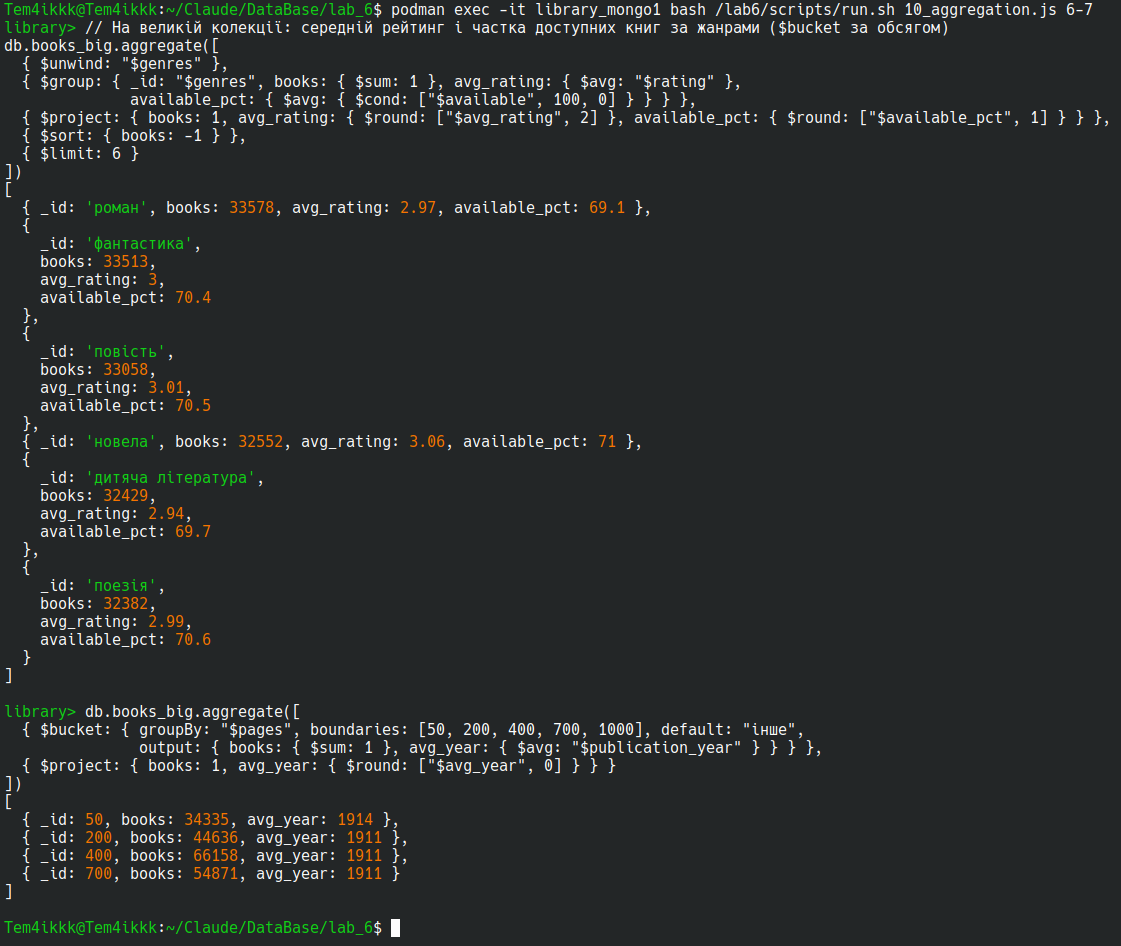 Tem4ikkk@Tem4ikkk:~/Claude/DataBase/lab_6$ podman exec -it library_mongo1 bash /lab6/scripts/run.sh 10_aggregation.js 6-7
library> // На великій колекції: середній рейтинг і частка доступних книг за жанрами ($bucket за обсягом)
db.books_big.aggregate([
  { $unwind: "$genres" },
  { $group: { _id: "$genres", books: { $sum: 1 }, avg_rating: { $avg: "$rating" },
              available_pct: { $avg: { $cond: ["$available", 100, 0] } } } },
  { $project: { books: 1, avg_rating: { $round: ["$avg_rating", 2] }, available_pct: { $round: ["$available_pct", 1] } } },
  { $sort: { books: -1 } },
  { $limit: 6 }
])
[
  { _id: 'роман', books: 33578, avg_rating: 2.97, available_pct: 69.1 },
  {
    _id: 'фантастика',
    books: 33513,
    avg_rating: 3,
    available_pct: 70.4
  },
  {
    _id: 'повість',
    books: 33058,
    avg_rating: 3.01,
    available_pct: 70.5
  },
  { _id: 'новела', books: 32552, avg_rating: 3.06, available_pct: 71 },
  {
    _id: 'дитяча література',
    books: 32429,
    avg_rating: 2.94,
    available_pct: 69.7
  },
  {
    _id: 'поезія',
    books: 32382,
    avg_rating: 2.99,
    available_pct: 70.6
  }
]
library> db.books_big.aggregate([
  { $bucket: { groupBy: "$pages", boundaries: [50, 200, 400, 700, 1000], default: "інше",
               output: { books: { $sum: 1 }, avg_year: { $avg: "$publication_year" } } } },
  { $project: { books: 1, avg_year: { $round: ["$avg_year", 0] } } }
])
[
  { _id: 50, books: 34335, avg_year: 1914 },
  { _id: 200, books: 44636, avg_year: 1911 },
  { _id: 400, books: 66158, avg_year: 1911 },
  { _id: 700, books: 54871, avg_year: 1911 }
]
Tem4ikkk@Tem4ikkk:~/Claude/DataBase/lab_6$